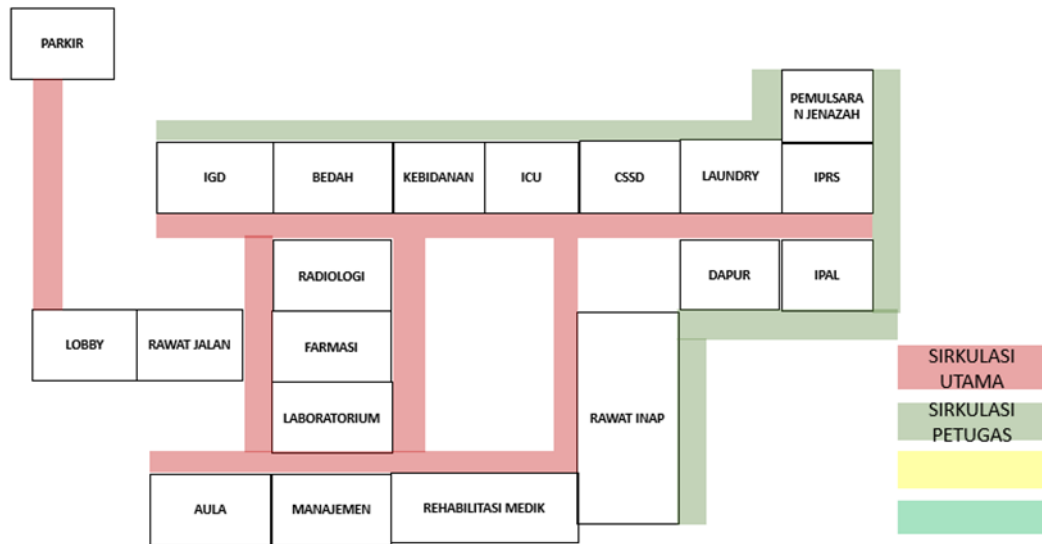 PARKIR
PEMULSARA
N JENAZAH
IGD
BEDAH
KEBIDANAN
ICU
CSSD
LAUNDRY
IPRS
RADIOLOGI
DAPUR
IPAL
LOBBY
RAWAT JALAN
FARMASI
LABORATORIUM
RAWAT INAP
SIRKULASI
UTAMA
SIRKULASI
PETUGAS
AULA
MANAJEMEN
REHABILITASI MEDIK